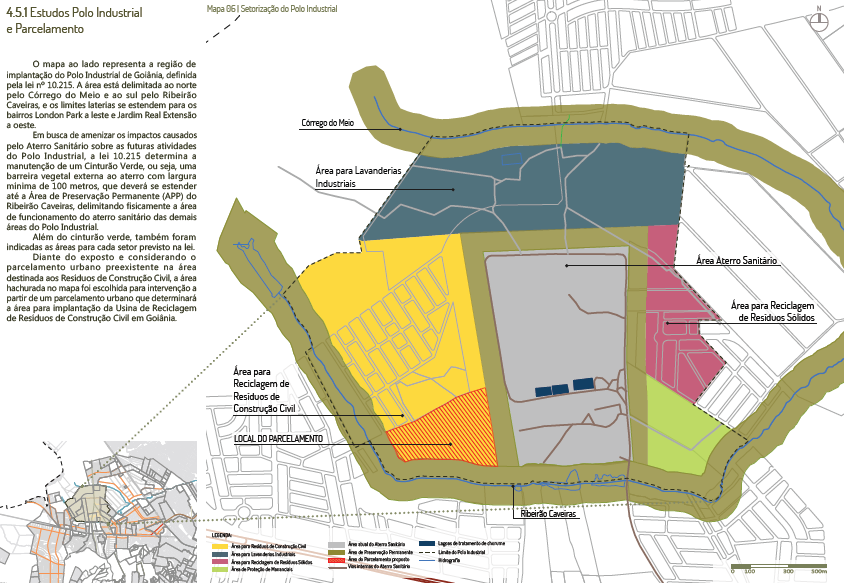 4.5.1 Estudos Polo Industrial
e Parcelamento
O mapa ao lado representa a região de
implantação do Polo Industrial de Goiânia, definida
pela lei nº 10.215. A área está delimitada ao norte
pelo Córrego do Meio e ao sul pelo Ribeirão
Caveiras, e os limites laterias se estendem para os
bairros London Park a leste e Jardim Real Extensão
a oeste.
Em busca de amenizar os impactos causados
pelo Aterro Sanitário sobre as futuras atividades
do Polo Industrial, a lei 10.215 determina a
manutenção de um Cinturão Verde, ou seja, uma
barreira vegetal externa ao aterro com largura
mínima de 100 metros, que deverá se estender
até a Área de Preservação Permanente (APP) do
Ribeirão Caveiras, delimitando fisicamente a área
de funcionamento do aterro sanitário das demais
áreas do Polo Industrial.
Além do cinturão verde, também foram
indicadas as áreas para cada setor previsto na lei.
Diante do exposto e considerando o
parcelamento urbano preexistente na área
destinada aos Resíduos de Construção Civil, a área
hachurada no mapa foi escolhida para intervenção a
partir de um parcelamento urbano que determinará
a área para implantação da Usina de Reciclagem
de Resíduos de Construção Civil em Goiânia.
Mapa 06 | Setorização do Polo Industrial
N
Córrego do Meio
Área para Lavanderias
Industriais
Área Aterro Sanitário
Área para Reciclagem
de Resíduos Sólidos
Área para
Reciclagem de
Resíduos de
Construção Civil
LOCAL DO PARCELAMENTO
Ribeirão Caveiras
LEGENDA:
Área para Resíduos de Construção Civil
Área para Lavanderias Industriais
Área para Reciclagem de Resíduos Sólidos
Área de Proteção de Mananciais
Área atual do Aterro Sanitário
Área de Preservação Permanente
Área do Parcelamento proposto
Vias internas do Aterro Sanitário
Lagoas de tratamento de chorume
Limite do Polo Industrial
Hidrografia
0 100 300 500m